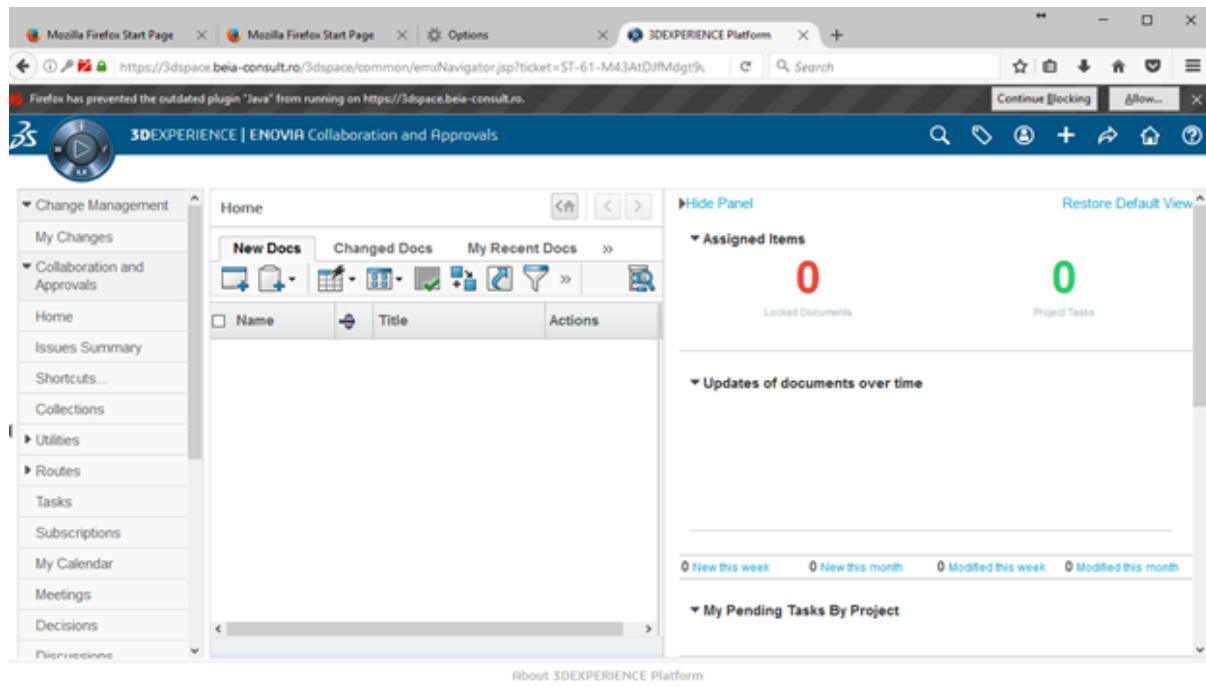 Mozilla Firefox Start Page
Mozilla Firefox Start Page
Options
3DEXPERIENCE Platform
https://3dspace.beia-consult.ro/3dspace/common/emxNavigator.jsp?ticket=ST-61-M43AtDJfMdgt9
Search
Firefox has prevented the outdated plugin "Java" from running on https://3dspace.beia-consult.ro.
Continue Blocking
Allow...
3DEXPERIENCE | ENOVIA Collaboration and Approvals
Change Management
My Changes
Collaboration and
Approvals
Home
Issues Summary
Shortcuts...
Collections
Utilities
Routes
Tasks
Subscriptions
My Calendar
Meetings
Decisions
Discussions
Home
New Docs Changed Docs My Recent Docs »
»
Name Title Actions
Hide Panel Restore Default View
Assigned Items
0 0
Locked Documents Project Tasks
Updates of documents over time
0 New this week 0 New this month 0 Modified this week 0 Modified this month
My Pending Tasks By Project
About 3DEXPERIENCE Platform